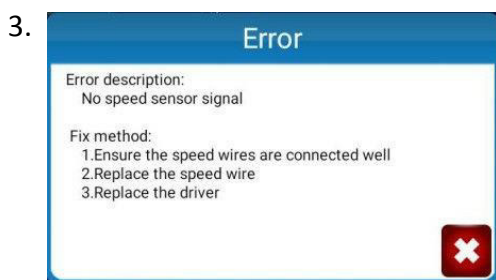 3.
Error
Error description:
No speed sensor signal
Fix method:
1.Ensure the speed wires are connected well
2.Replace the speed wire
3.Replace the driver